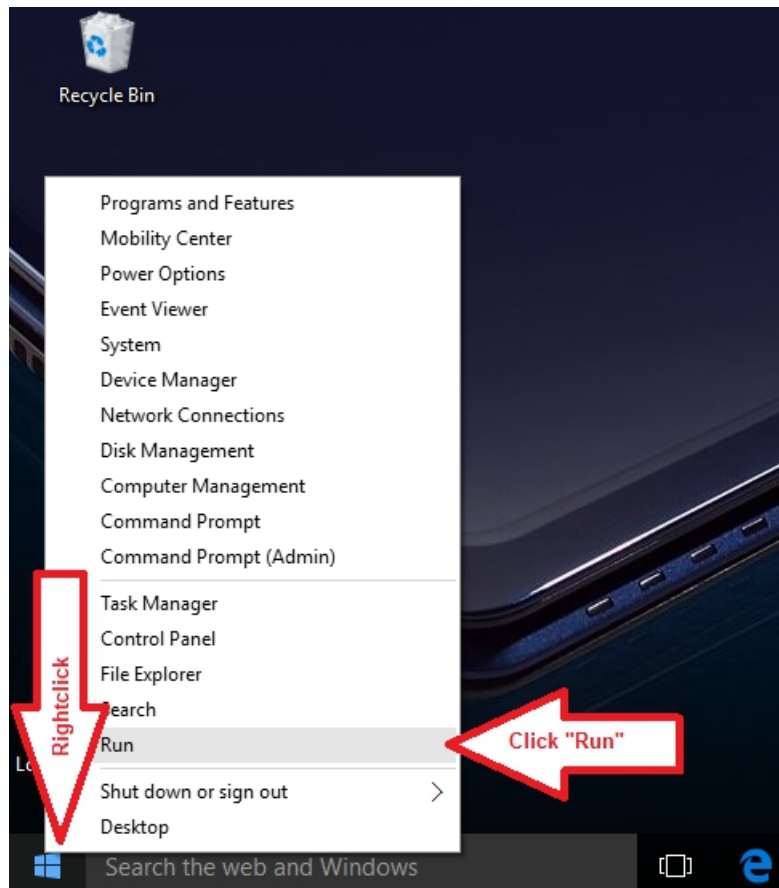 Recycle Bin
Programs and Features
Mobility Center
Power Options
Event Viewer
System
Device Manager
Network Connections
Disk Management
Computer Management
Command Prompt
Command Prompt (Admin)
Task Manager
Control Panel
File Explorer
Search
Run
Shut down or sign out
Desktop
Rightclick
Click "Run"
Search the web and Windows